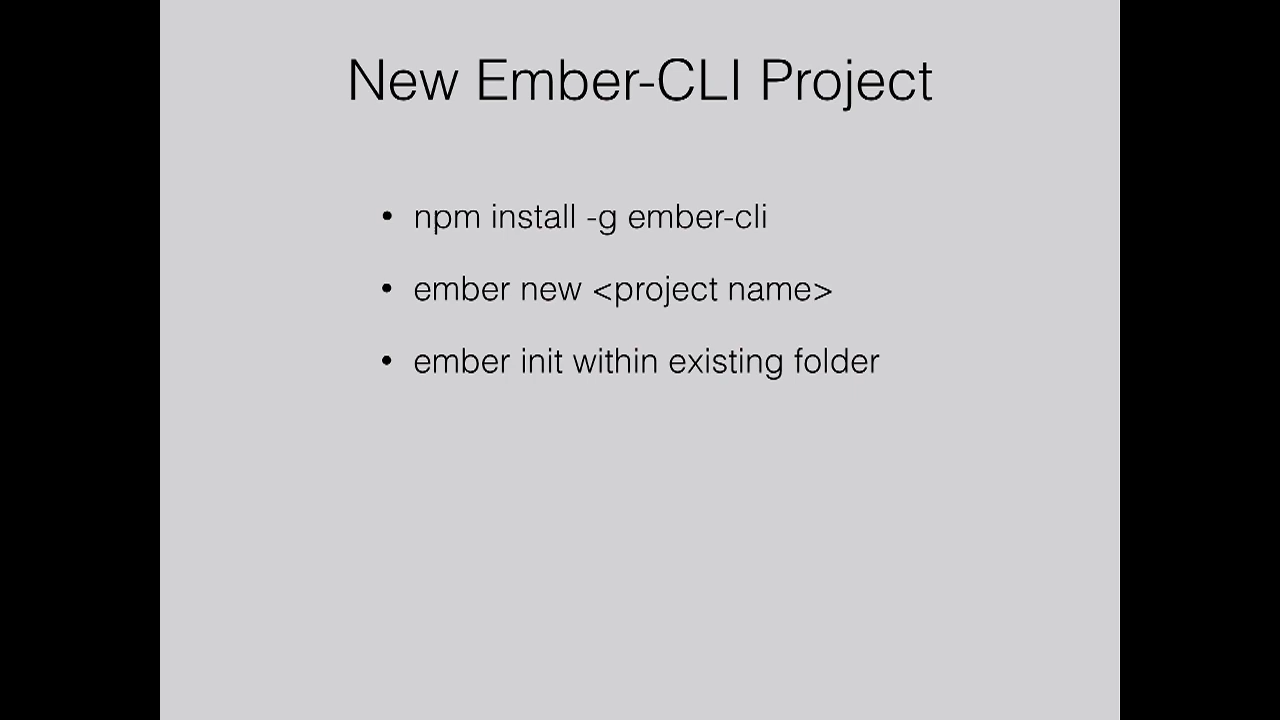 New Ember-CLI Project
• npm install -g ember-cli
• ember new <project name>
• ember init within existing folder